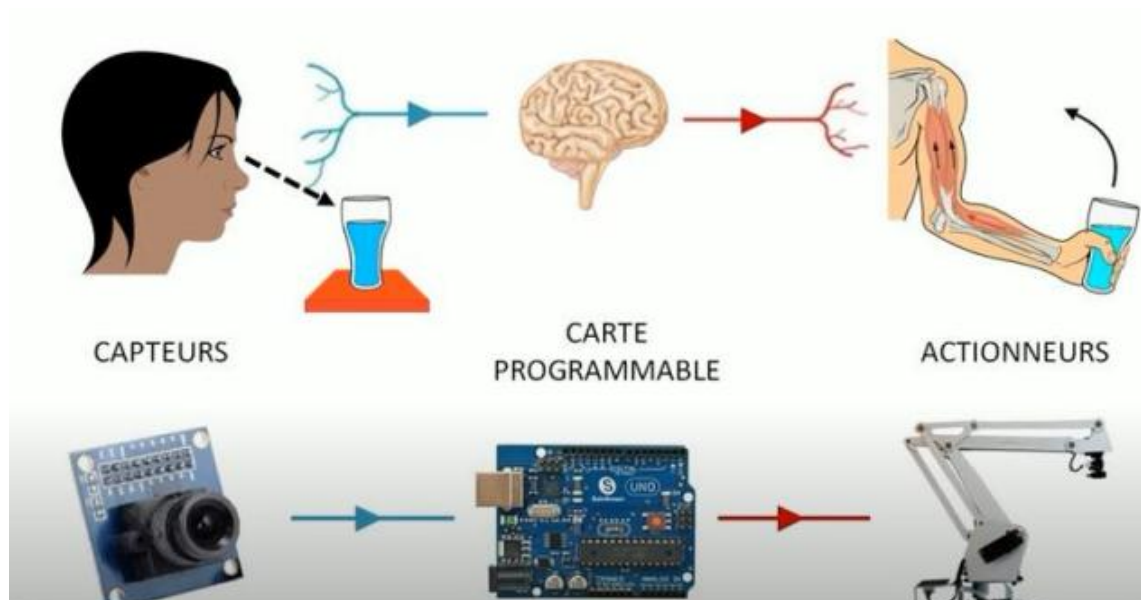 CAPTEURS
CARTE
PROGRAMMABLE
ACTIONNEURS
UNO